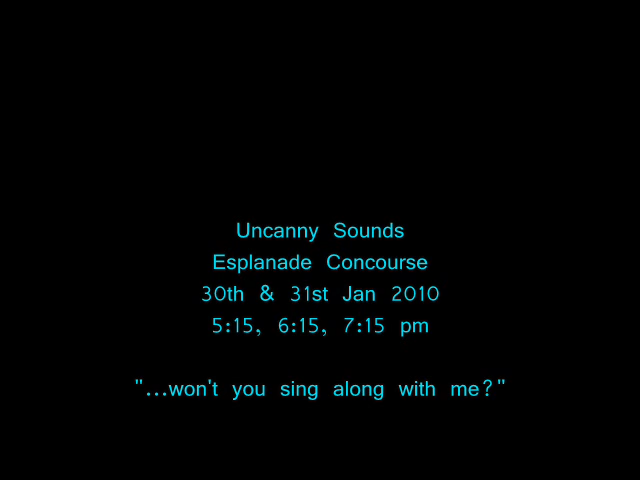 Uncanny Sounds
Esplanade Concourse
30th & 31st Jan 2010
5:15, 6:15, 7:15 pm
"...won't you sing along with me?"